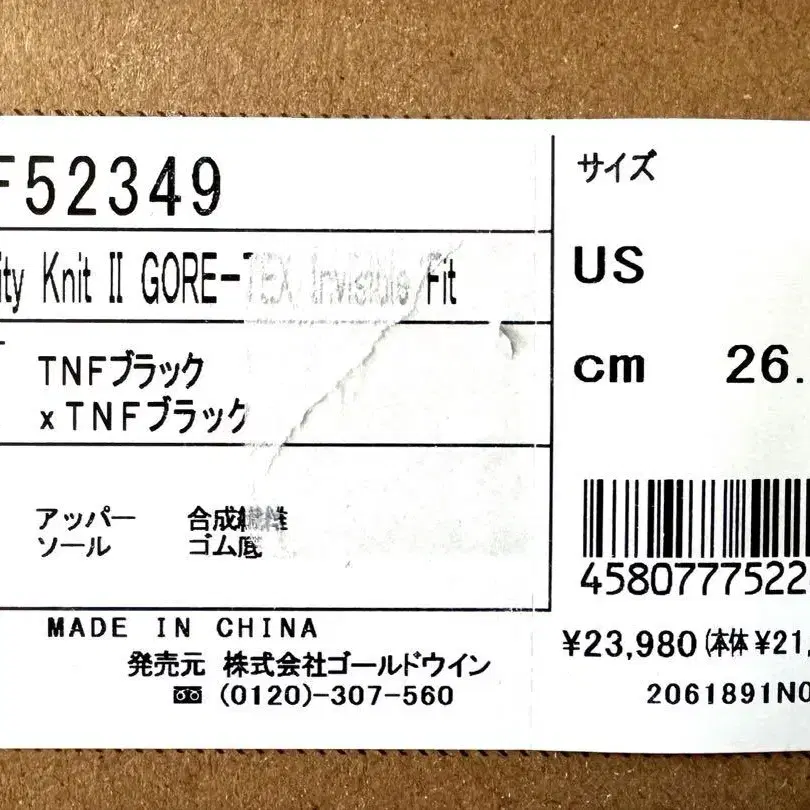 F52349
ity Knit II GORE-TEX Invisible Fit
TNFブラック
xTNFブラック
アッパー 合成繊維
ソール ゴム底
MADE IN CHINA
発売元 株式会社ゴールドウイン
(0120)-307-560
サイズ
US
cm 26.
4580777522
¥23,980(本体¥21,
2061891N0